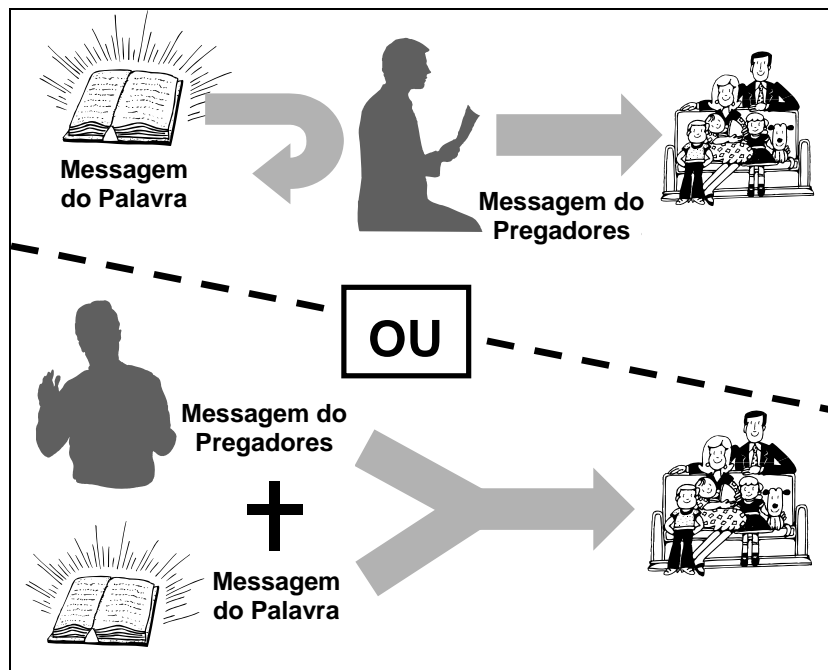 Messagem
do Palavra
Messagem do
Pregadores
OU
Messagem do
Pregadores
Messagem
do Palavra